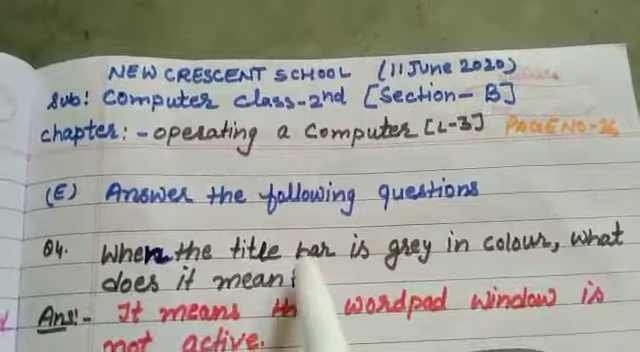 NEW CRESCENT SCHOOL (11 June 2020)
Sub: Computer Class-2nd [Section-B]
Chapter:-operating a Computer [L-3] PAGE NO-26
(E) Answer the following questions
Q4. When the title bar is grey in colour, what
does it mean
Ans:- It means wordpad window is
not active.